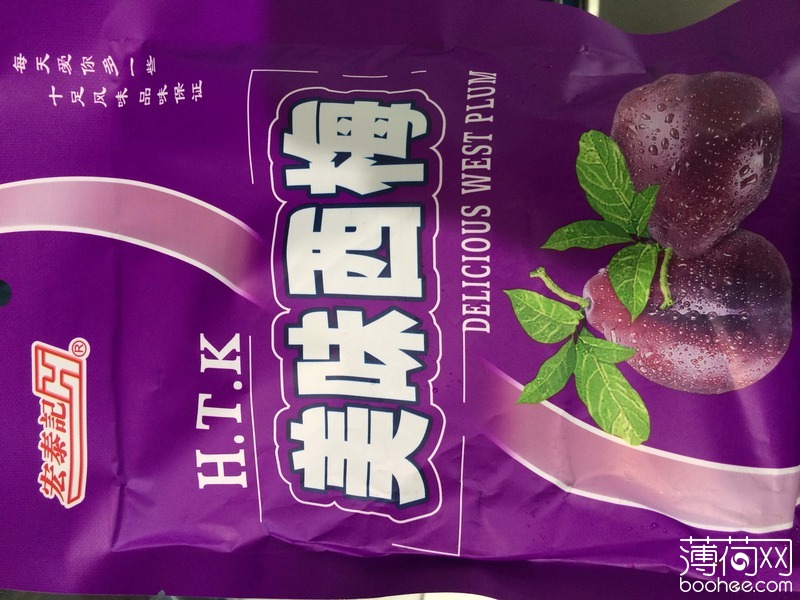 每天爱你多一些
十足风味品味保证
宏泰記 H®
H.T.K
美味西梅
DELICIOUS WEST PLUM
薄荷网
boohee.com